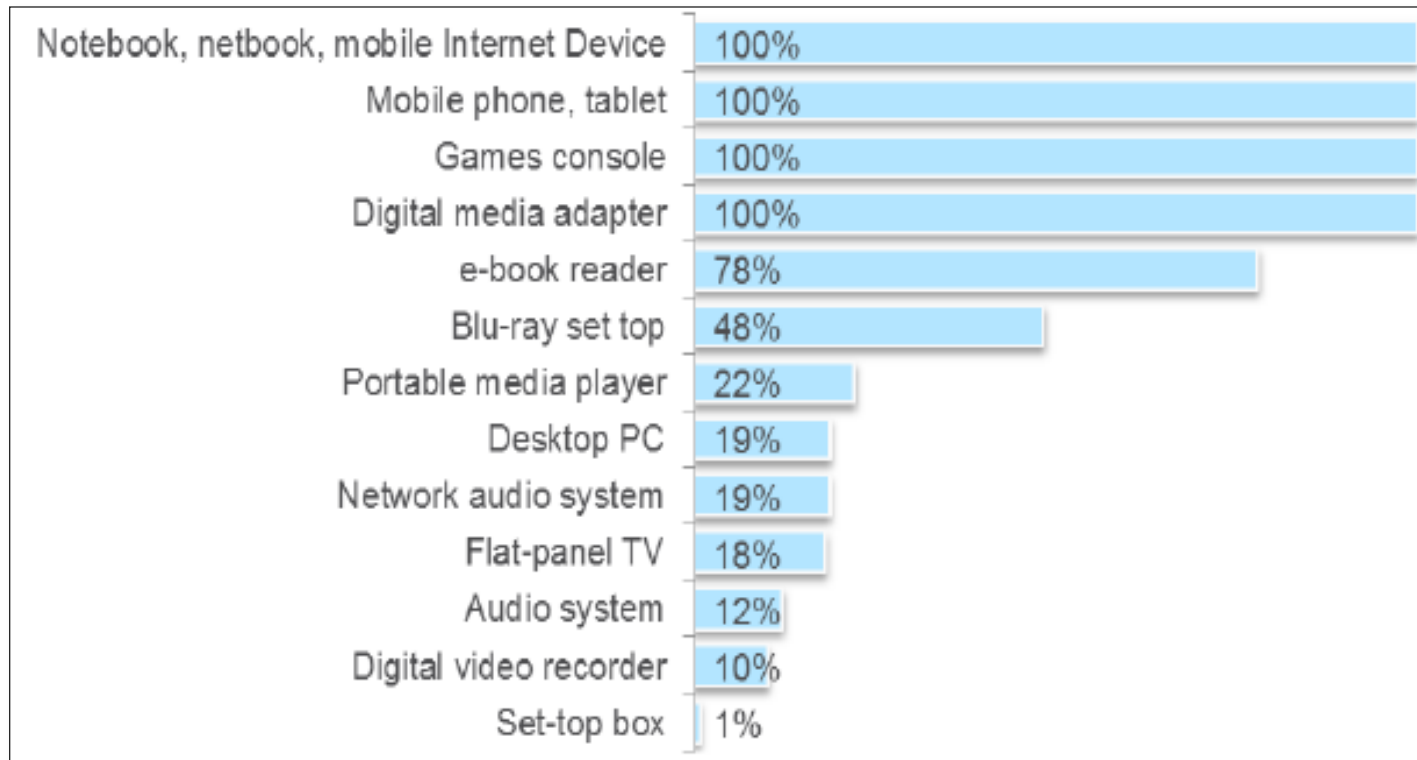 Notebook, netbook, mobile Internet Device 100%
Mobile phone, tablet 100%
Games console 100%
Digital media adapter 100%
e-book reader 78%
Blu-ray set top 48%
Portable media player 22%
Desktop PC 19%
Network audio system 19%
Flat-panel TV 18%
Audio system 12%
Digital video recorder 10%
Set-top box 1%